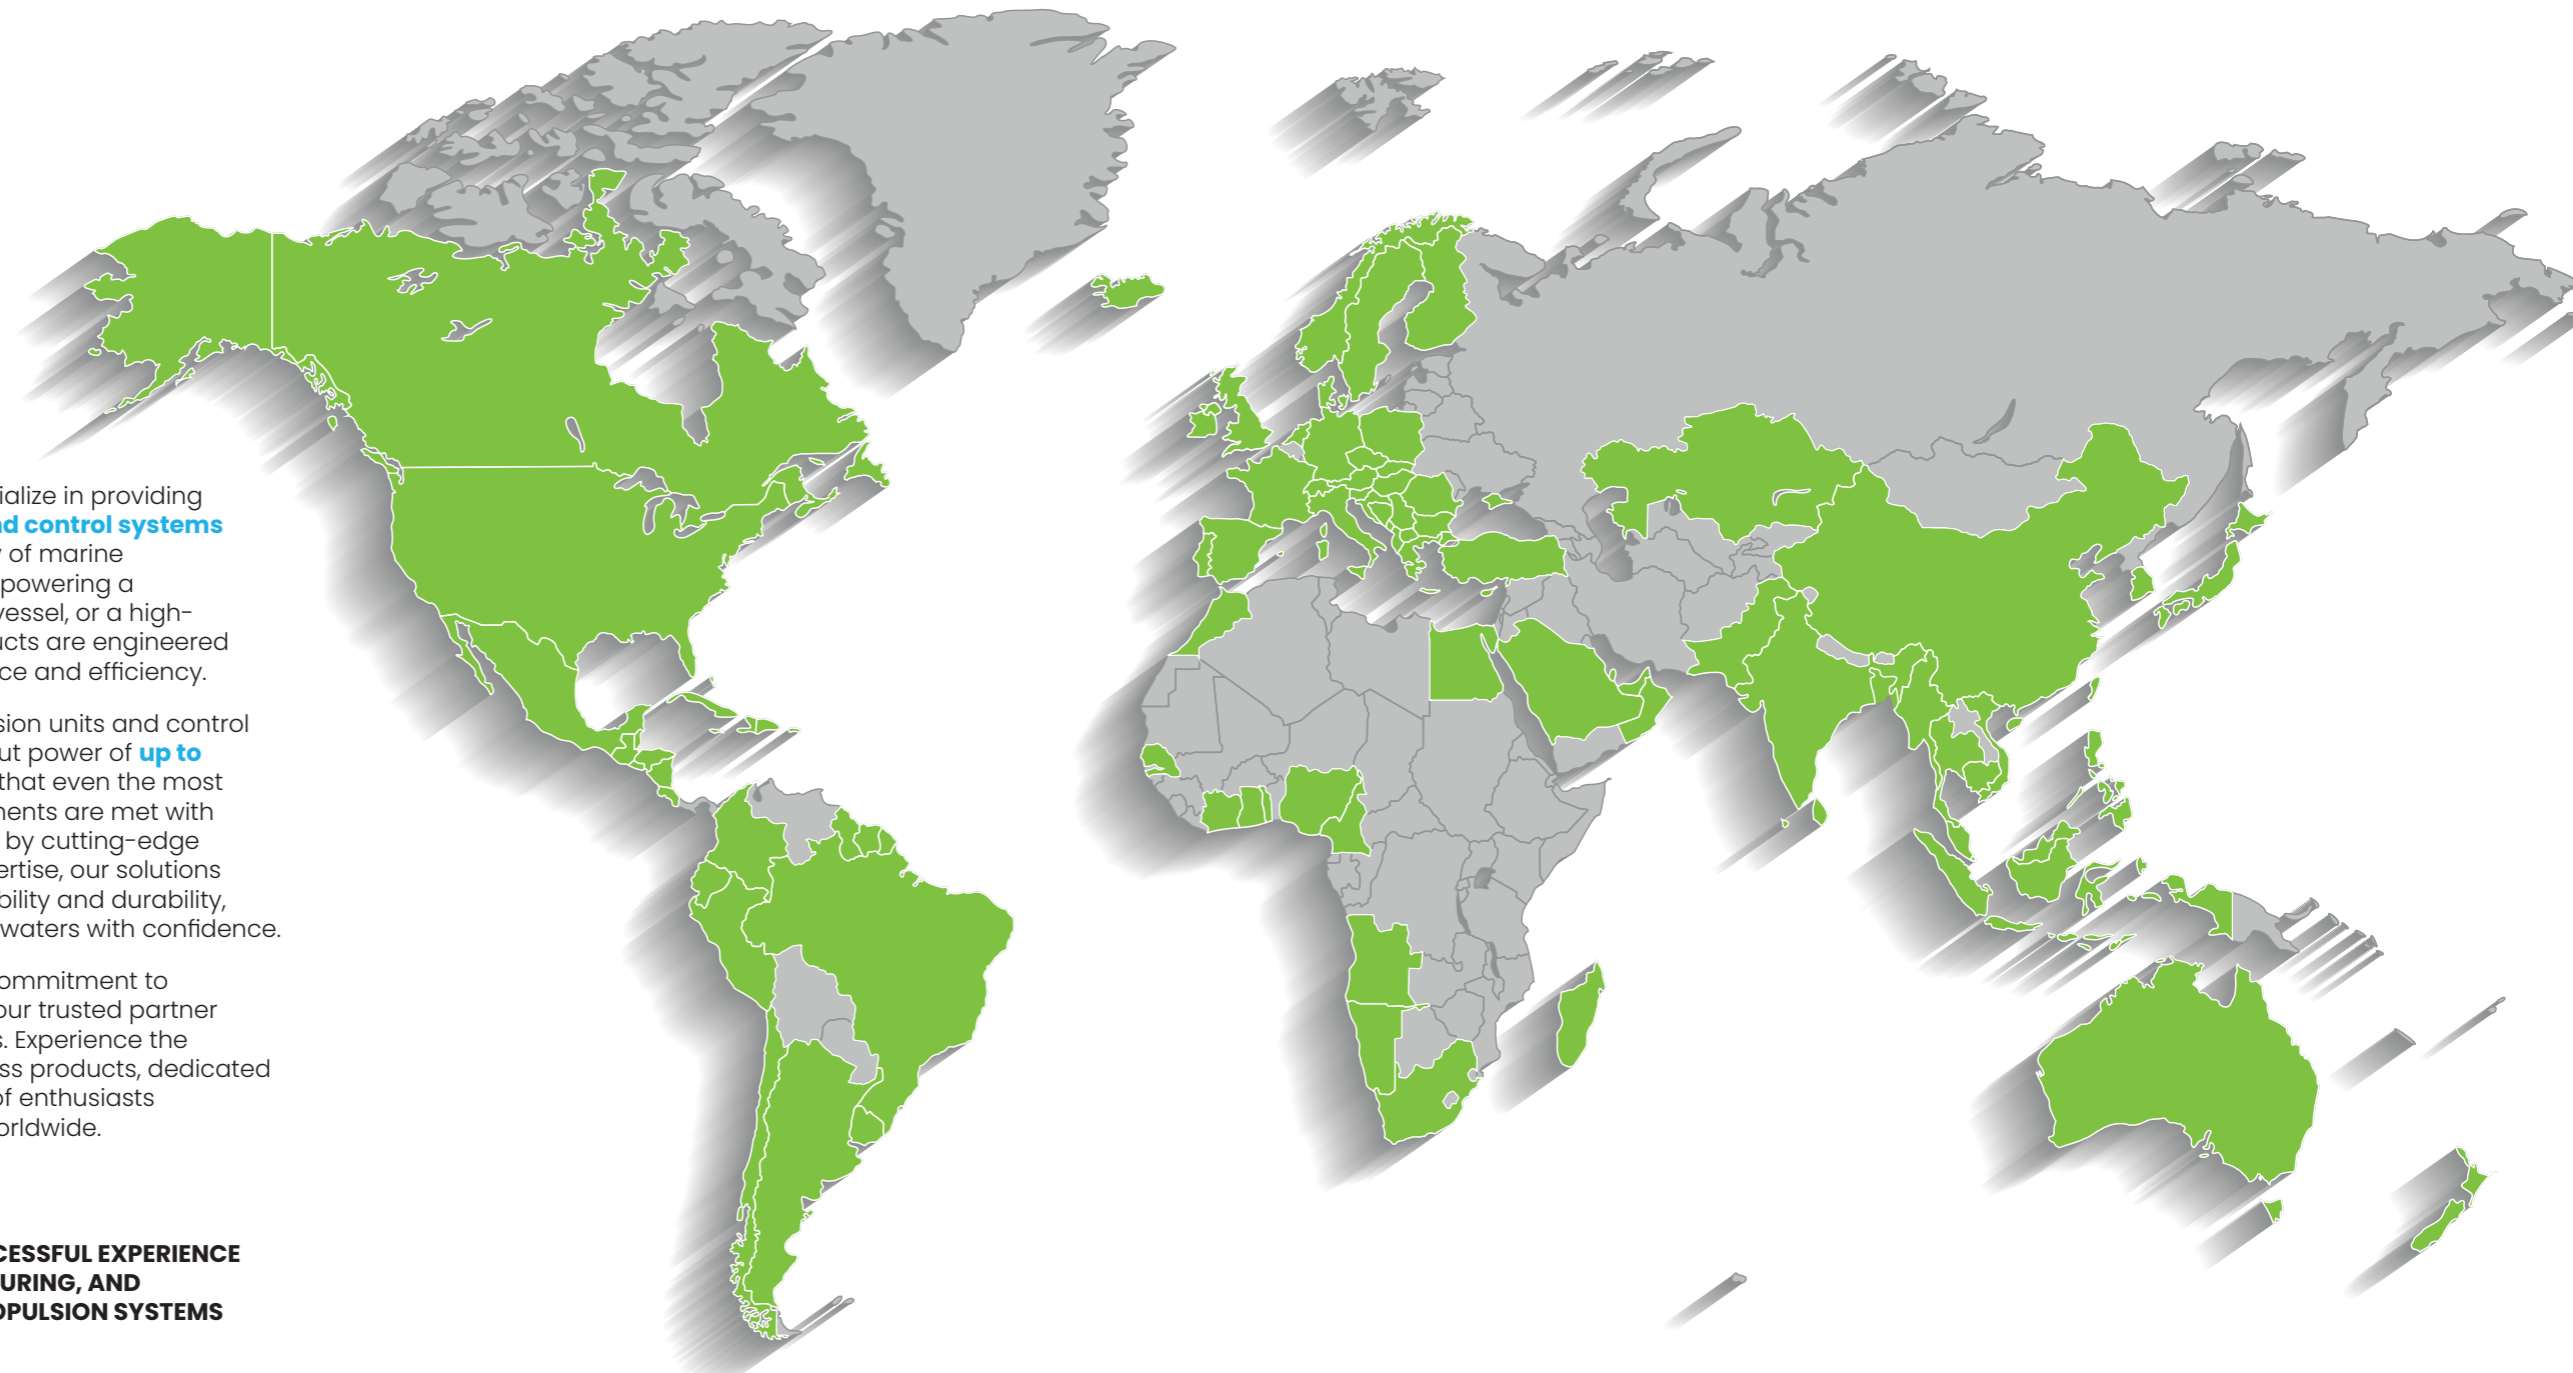 ialize in providing
nd control systems
of marine
powering a
vessel, or a high-
ucts are engineered
ce and efficiency.
sion units and control
ut power of up to
that even the most
nents are met with
by cutting-edge
ertise, our solutions
bility and durability,
waters with confidence.
ommitment to
our trusted partner
s. Experience the
ss products, dedicated
of enthusiasts
orldwide.
CESSFUL EXPERIENCE
URING, AND
OPULSION SYSTEMS